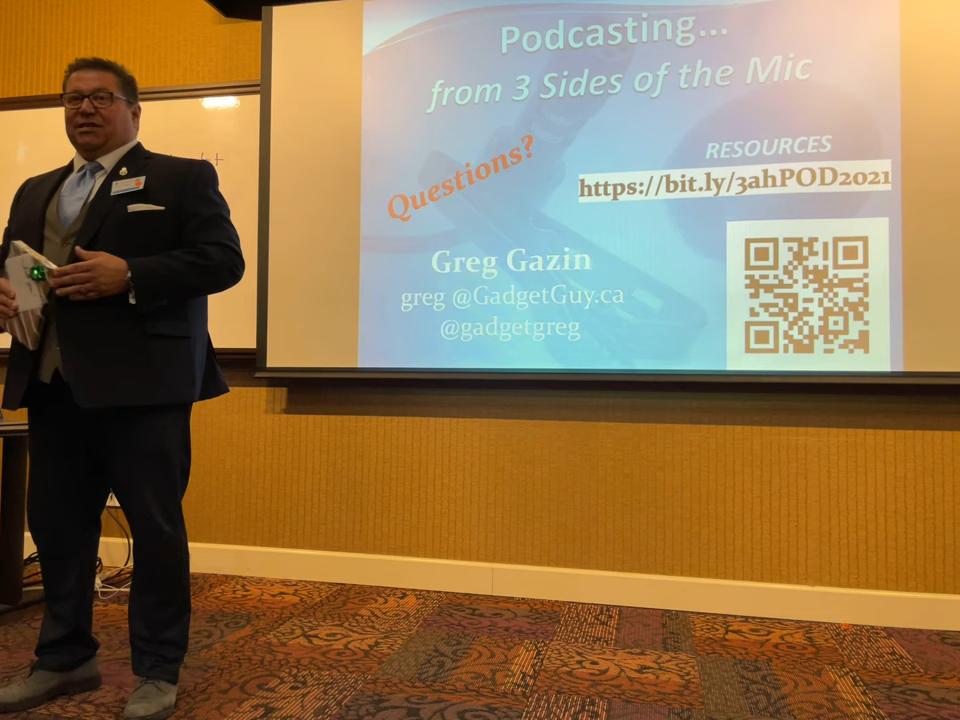 Podcasting...
from 3 Sides of the Mic
Questions?
RESOURCES
https://bit.ly/3ahPOD2021
Greg Gazin
greg @GadgetGuy.ca
@gadgetgreg